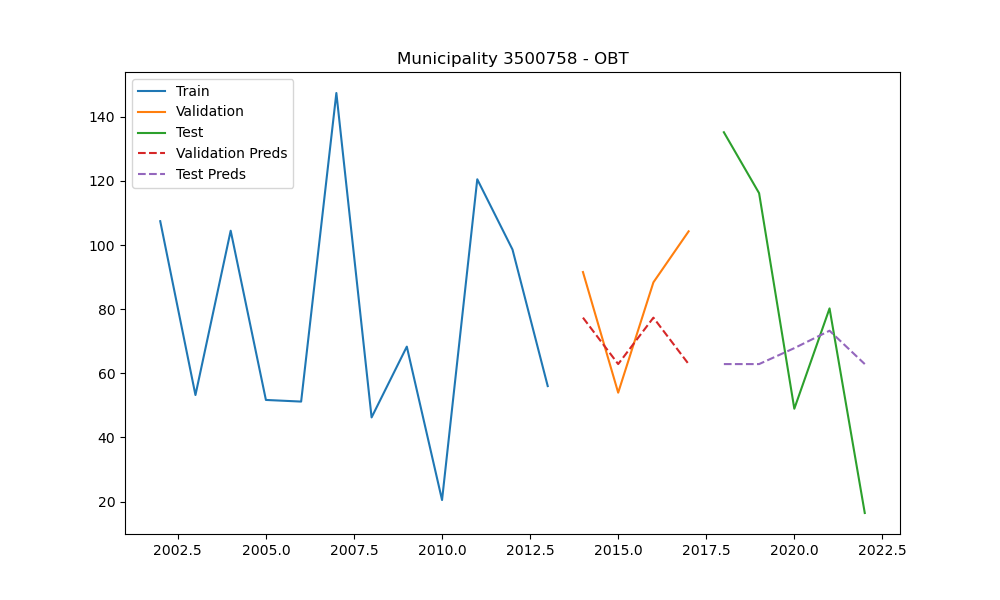 Municipality 3500758 - OBT
Train
Validation
Test
Validation Preds
Test Preds
140
120
100
80
60
40
20
2002.5 2005.0 2007.5 2010.0 2012.5 2015.0 2017.5 2020.0 2022.5